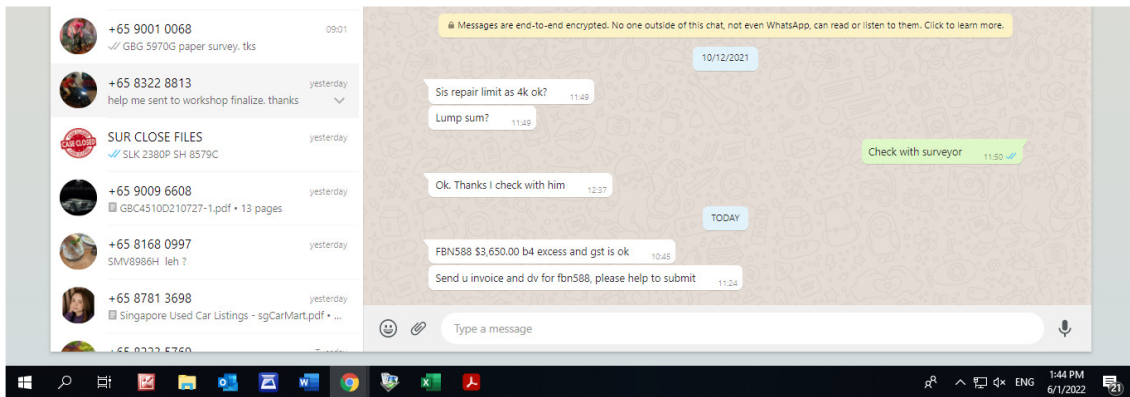 +65 9001 0068
09:01
GBG 5970G paper survey. tks
+65 8322 8813
yesterday
help me sent to workshop finalize. thanks
CASE CLOSED
SUR CLOSE FILES
yesterday
SLK 2380P SH 8579C
+65 9009 6608
yesterday
GBC4510D210727-1.pdf • 13 pages
+65 8168 0997
yesterday
SMV8986H leh ?
+65 8781 3698
yesterday
Singapore Used Car Listings - sgCarMart.pdf • ...
Messages are end-to-end encrypted. No one outside of this chat, not even WhatsApp, can read or listen to them. Click to learn more.
10/12/2021
Sis repair limit as 4k ok? 11:49
Lump sum? 11:49
Check with surveyor 11:50
Ok. Thanks I check with him 12:37
TODAY
FBN588 $3,650.00 b4 excess and gst is ok 10:45
Send u invoice and dv for fbn588, please help to submit 11:24
Type a message
ENG
1:44 PM
6/1/2022
21